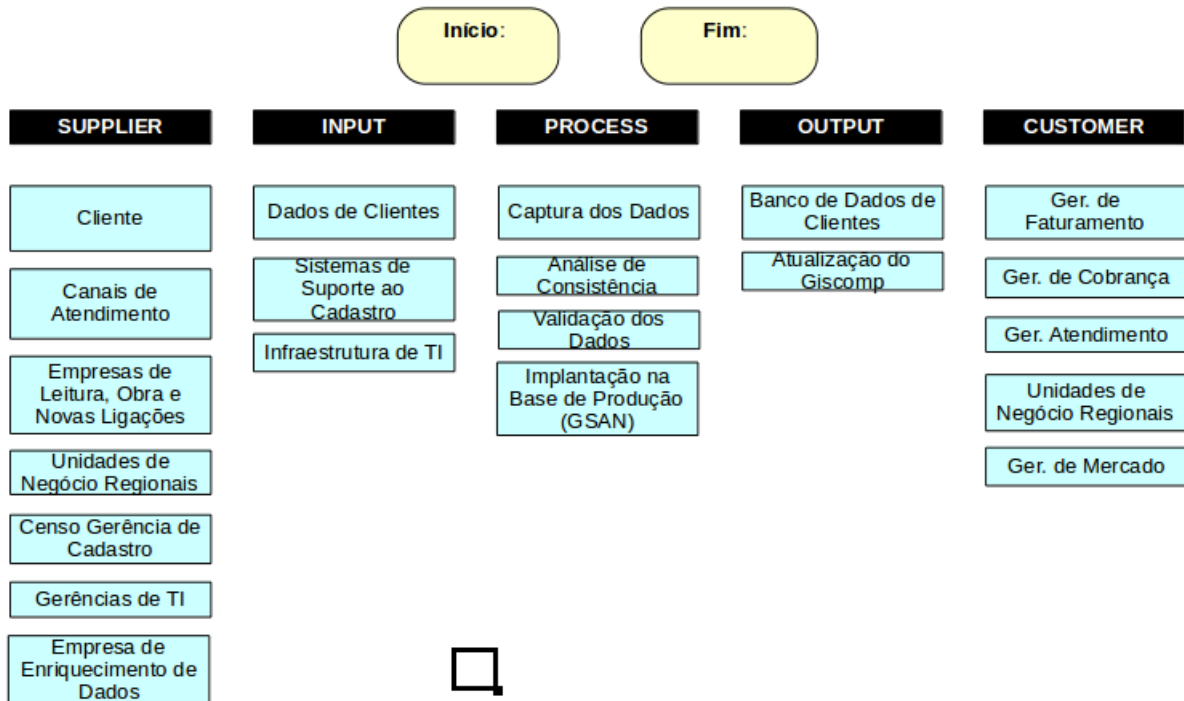 Início:
Fim:
SUPPLIER
INPUT
PROCESS
OUTPUT
CUSTOMER
Cliente
Canais de
Atendimento
Empresas de
Leitura, Obra e
Novas Ligações
Unidades de
Negócio Regionais
Censo Gerência de
Cadastro
Gerências de TI
Empresa de
Enriquecimento de
Dados
Dados de Clientes
Sistemas de
Suporte ao
Cadastro
Infraestrutura de TI
Captura dos Dados
Análise de
Consistência
Validação dos
Dados
Implantação na
Base de Produção
(GSAN)
Banco de Dados de
Clientes
Atualização do
Giscomp
Ger. de
Faturamento
Ger. de Cobrança
Ger. Atendimento
Unidades de
Negócio Regionais
Ger. de Mercado